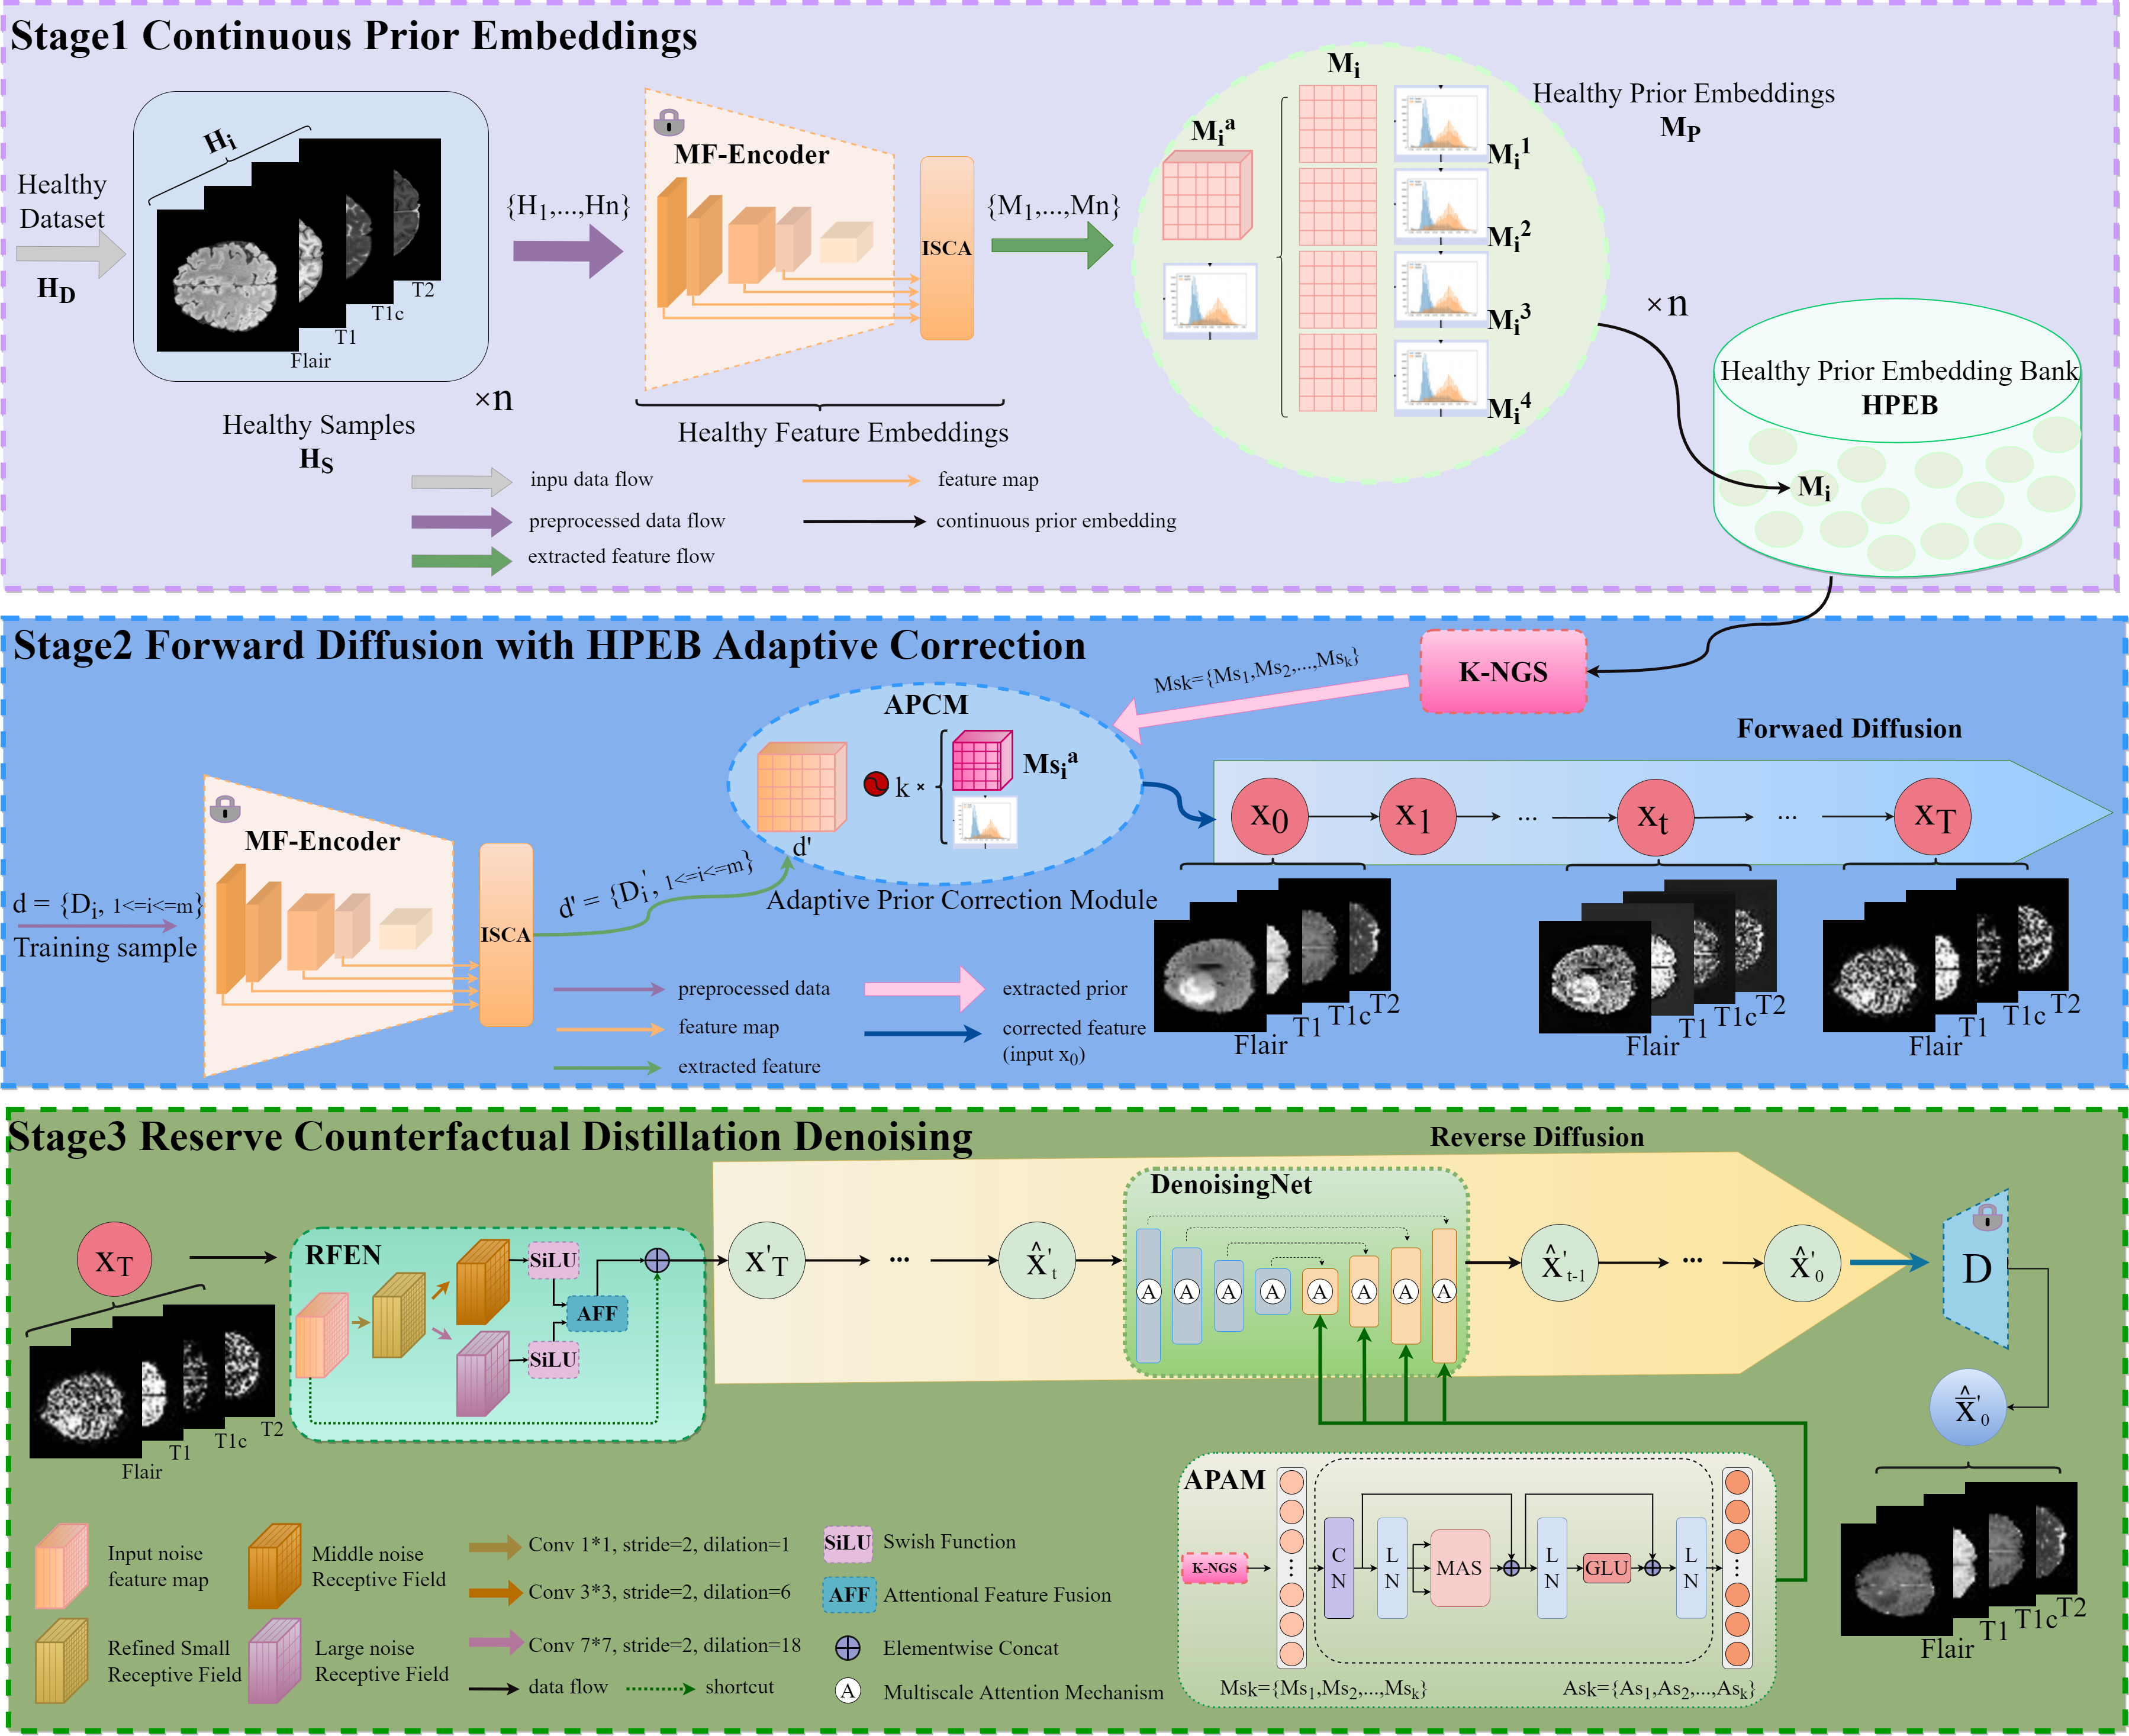 Stage1 Continuous Prior Embeddings
Healthy
Dataset
H_D
H_i
Flair
T1
T1c
T2
×n
Healthy Samples
H_S
{H_1,...,Hn}
MF-Encoder
ISCA
Healthy Feature Embeddings
{M_1,...,Mn}
M_i^a
M_i
M_i^1
M_i^2
M_i^3
M_i^4
Healthy Prior Embeddings
M_P
×n
Healthy Prior Embedding Bank
HPEB
M_i
inpu data flow
preprocessed data flow
extracted feature flow
feature map
continuous prior embedding
Stage2 Forward Diffusion with HPEB Adaptive Correction
d = {D_i, 1<=i<=m}
Training sample
MF-Encoder
ISCA
d' = {D_i', 1<=i<=m}
APCM
d'
k ×
Ms_i^a
Adaptive Prior Correction Module
Msk={Ms_1,Ms_2,...,Ms_k}
K-NGS
Forwaed Diffusion
X_0
X_1
...
X_t
...
X_T
Flair
T1
T1c
T2
Flair
T1
T1c
T2
Flair
T1
T1c
T2
preprocessed data
feature map
extracted feature
extracted prior
corrected feature
(input x_0)
Stage3 Reserve Counterfactual Distillation Denoising
Reverse Diffusion
X_T
Flair
T1
T1c
T2
RFEN
SiLU
AFF
SiLU
X'_T
...
X̂'_t
DenoisingNet
A
A
A
A
A
A
A
A
X̂'_t-1
...
X̂'_0
D
X̄̂'_0
Flair
T1
T1c
T2
APAM
K-NGS
C
N
L
N
MAS
L
N
GLU
L
N
Msk={Ms_1,Ms_2,...,Ms_k}
Ask={As_1,As_2,...,As_k}
Input noise
feature map
Middle noise
Receptive Field
Refined Small
Receptive Field
Large noise
Receptive Field
Conv 1*1, stride=2, dilation=1
Conv 3*3, stride=2, dilation=6
Conv 7*7, stride=2, dilation=18
data flow
shortcut
SiLU
Swish Function
AFF
Attentional Feature Fusion
Elementwise Concat
A
Multiscale Attention Mechanism